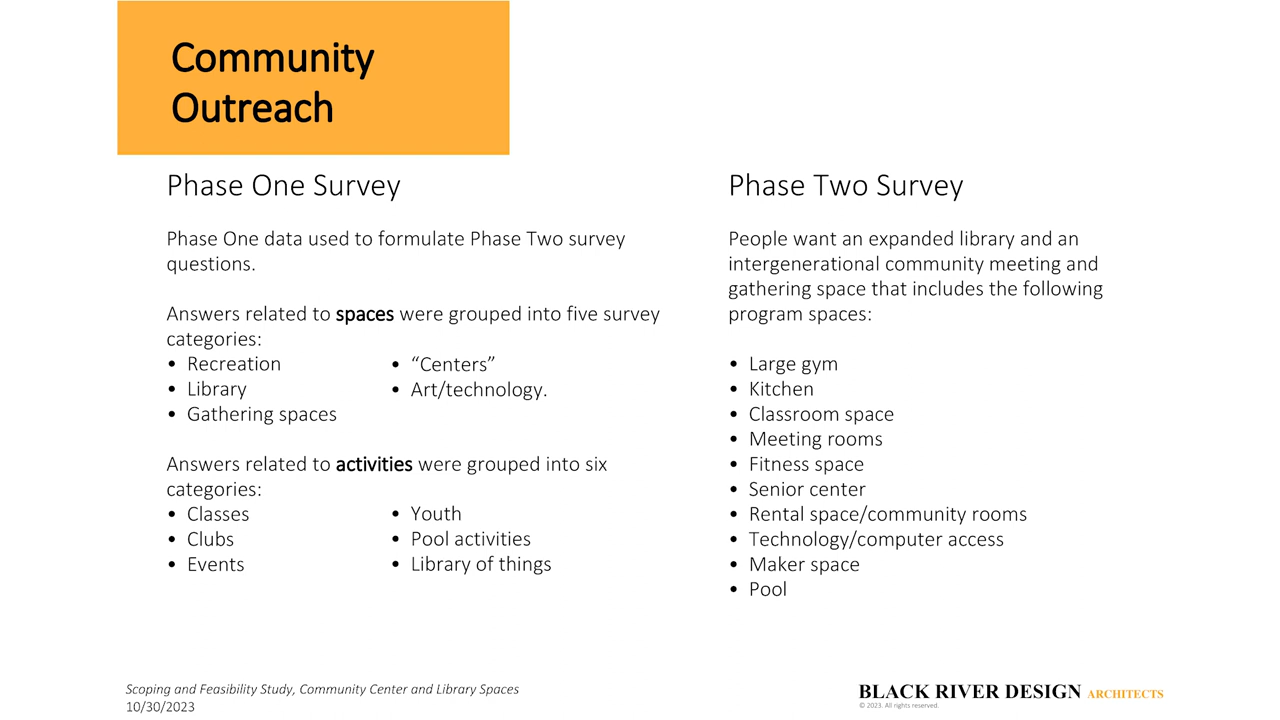 Community
Outreach
Phase One Survey
Phase One data used to formulate Phase Two survey
questions.
Answers related to spaces were grouped into five survey
categories:
• Recreation
• Library
• Gathering spaces
• “Centers”
• Art/technology.
Answers related to activities were grouped into six
categories:
• Classes
• Clubs
• Events
• Youth
• Pool activities
• Library of things
Phase Two Survey
People want an expanded library and an
intergenerational community meeting and
gathering space that includes the following
program spaces:
• Large gym
• Kitchen
• Classroom space
• Meeting rooms
• Fitness space
• Senior center
• Rental space/community rooms
• Technology/computer access
• Maker space
• Pool
Scoping and Feasibility Study, Community Center and Library Spaces
10/30/2023
BLACK RIVER DESIGN ARCHITECTS
© 2023. All rights reserved.